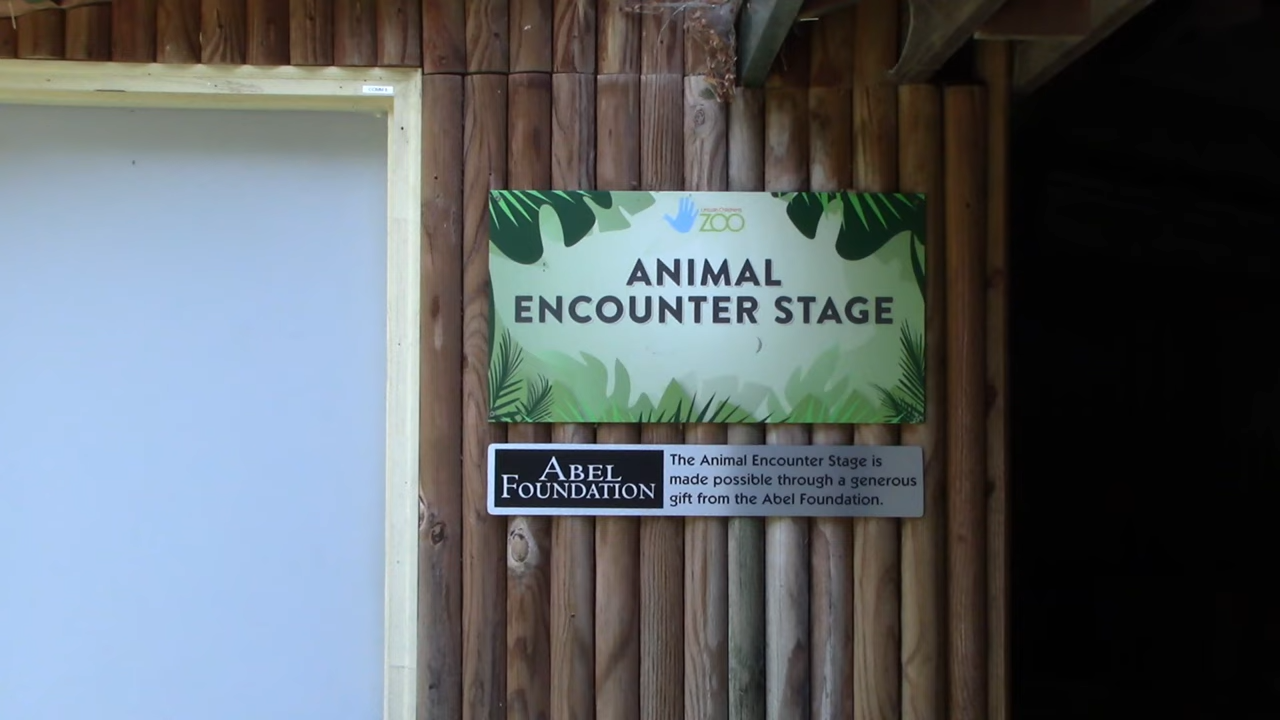 ZOO
ANIMAL
ENCOUNTER STAGE
ABEL
FOUNDATION
The Animal Encounter Stage is
made possible through a generous
gift from the Abel Foundation.